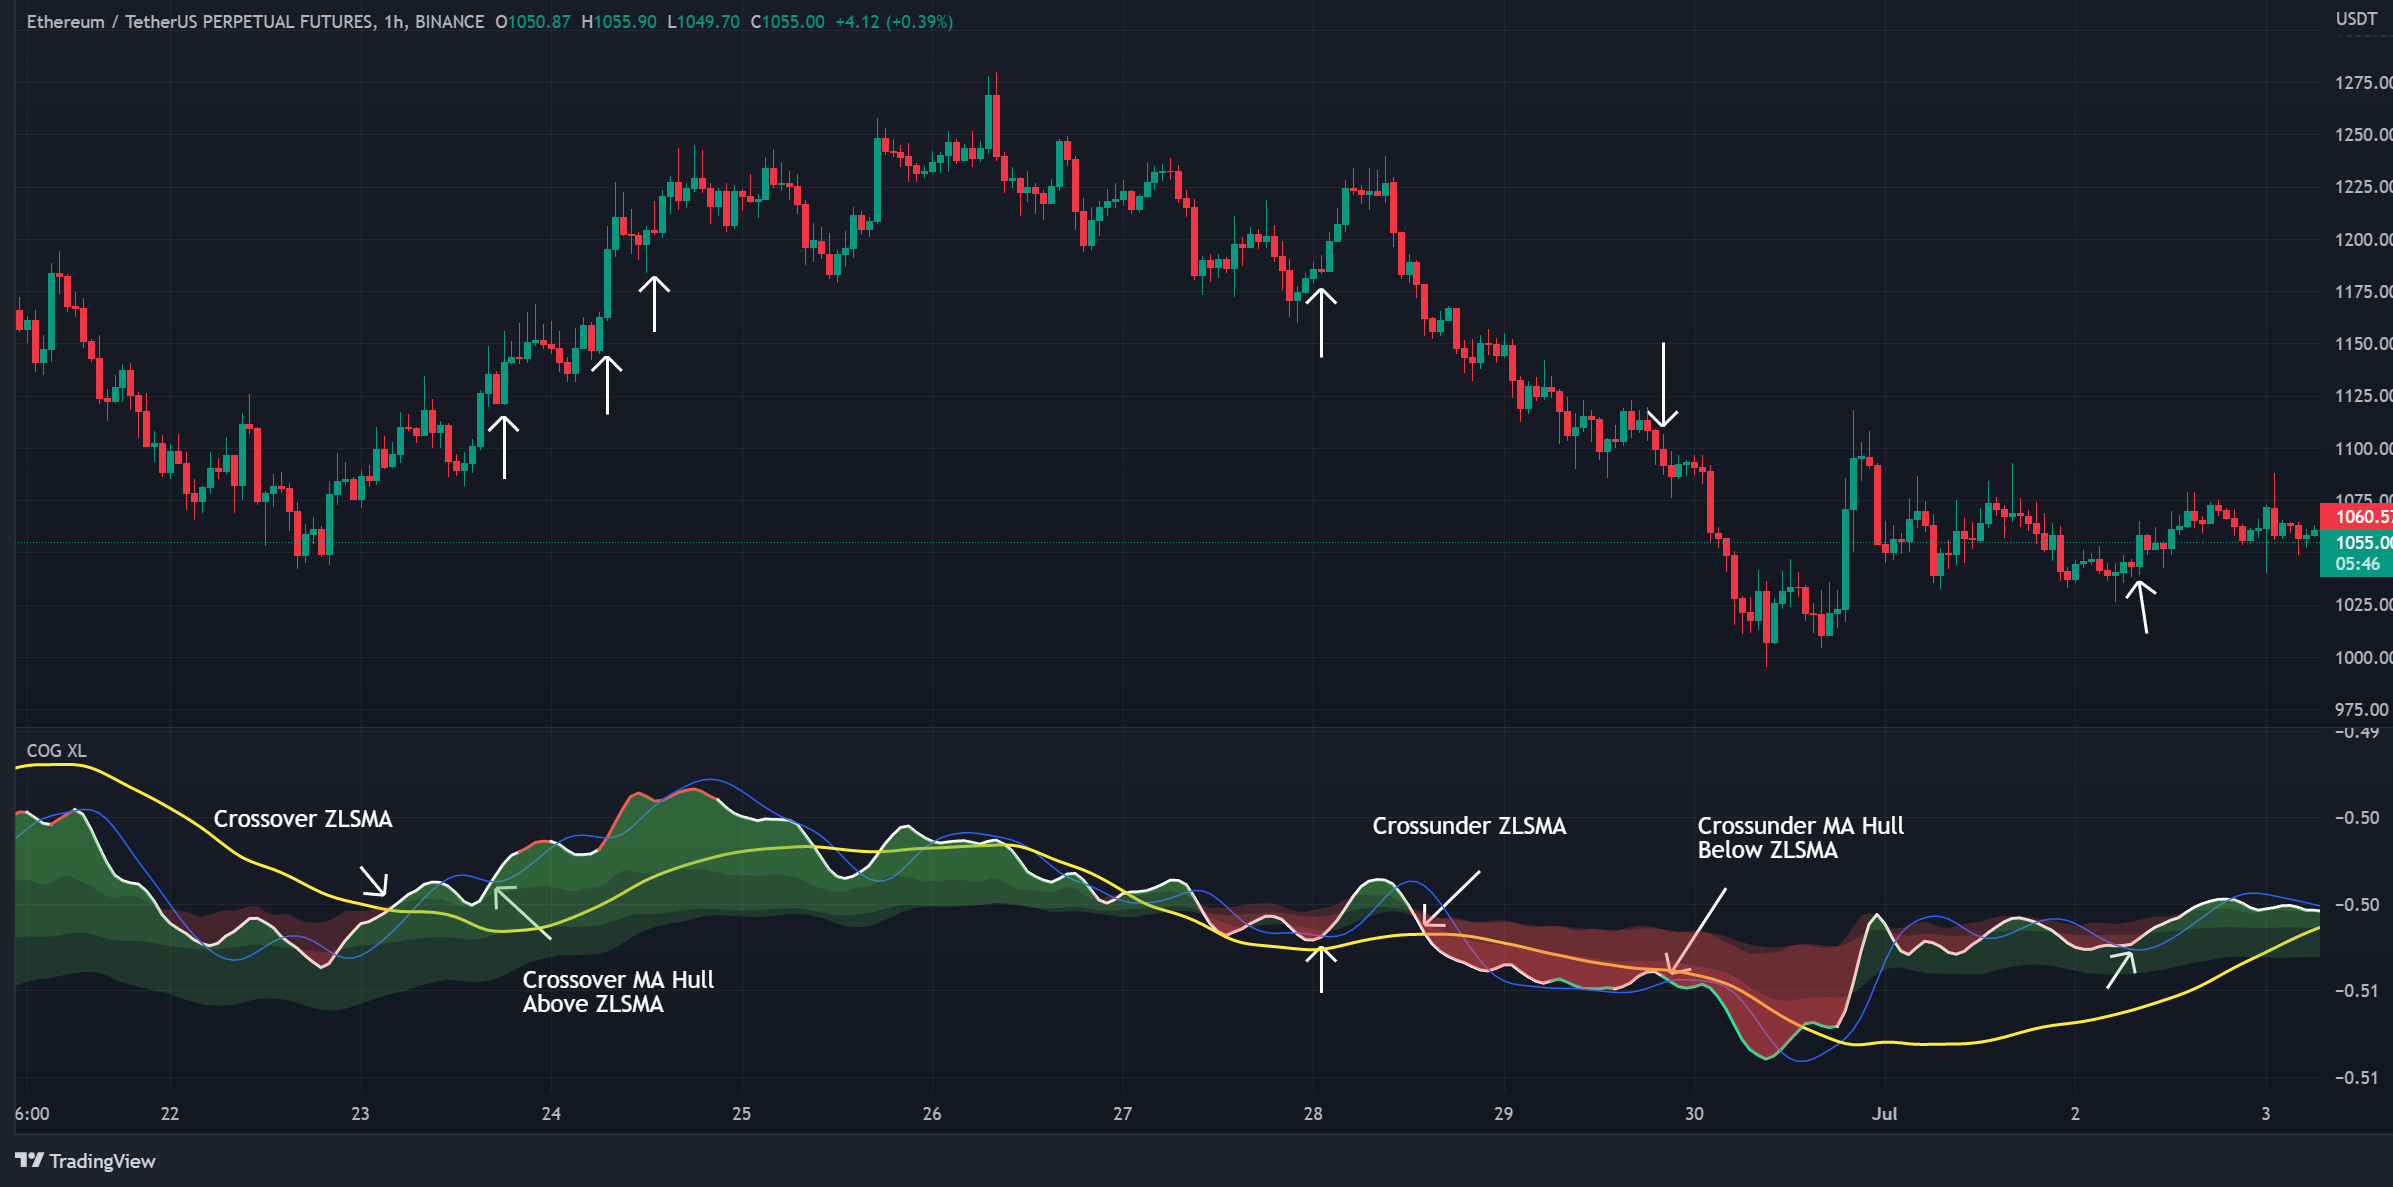 Ethereum / TetherUS PERPETUAL FUTURES, 1h, BINANCE O1050.87 H1055.90 L1049.70 C1055.00 +4.12 (+0.39%)
USDT
1275.00
1250.00
1225.00
1200.00
1175.00
1150.00
1125.00
1100.00
1075.00
1060.57
1055.00
05:46
1025.00
1000.00
975.00
COG XL
−0.49
−0.50
−0.50
−0.51
−0.51
Crossover ZLSMA
Crossover MA Hull
Above ZLSMA
Crossunder ZLSMA
Crossunder MA Hull
Below ZLSMA
6:00 22 23 24 25 26 27 28 29 30 Jul 2 3
TradingView